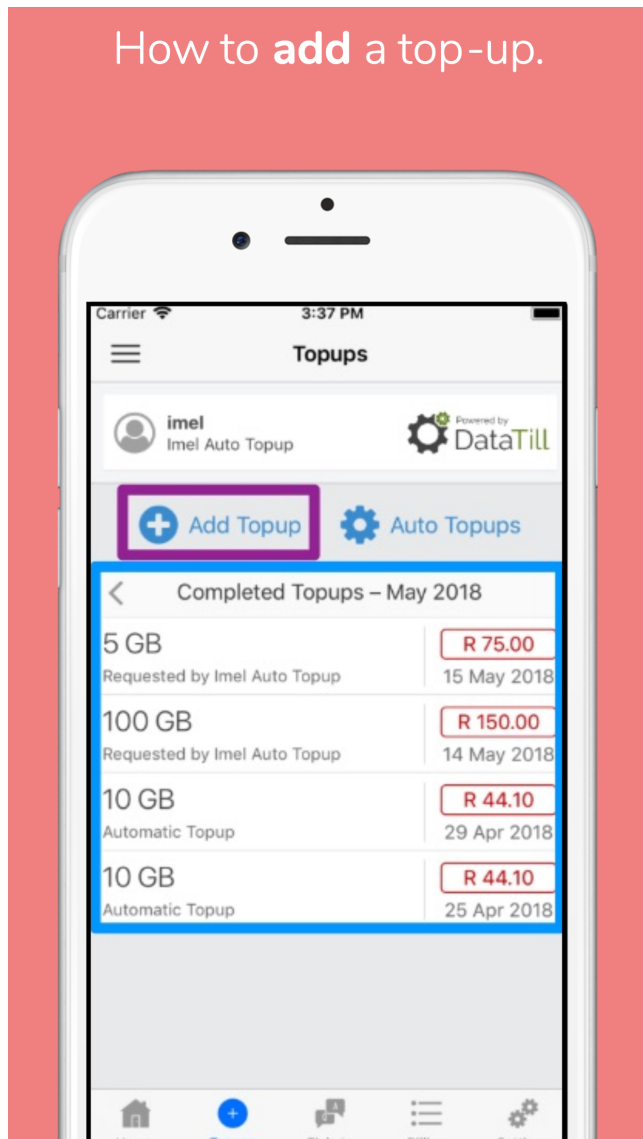 How to add a top-up.
Carrier 3:37 PM
Topups
imel
Imel Auto Topup
Powered by
DataTill
Add Topup Auto Topups
Completed Topups – May 2018
5 GB R 75.00
Requested by Imel Auto Topup 15 May 2018
100 GB R 150.00
Requested by Imel Auto Topup 14 May 2018
10 GB R 44.10
Automatic Topup 29 Apr 2018
10 GB R 44.10
Automatic Topup 25 Apr 2018